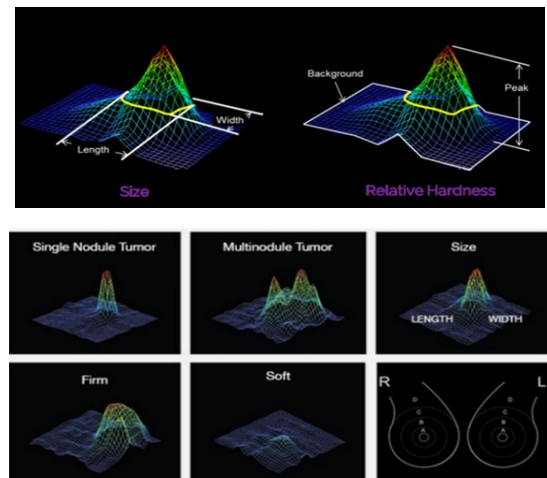 Background
Peak
Width
Length
Size
Relative Hardness
Single Nodule Tumor
Multinodule Tumor
Size
LENGTH WIDTH
Firm
Soft
R L
D D
C C
B B
A A